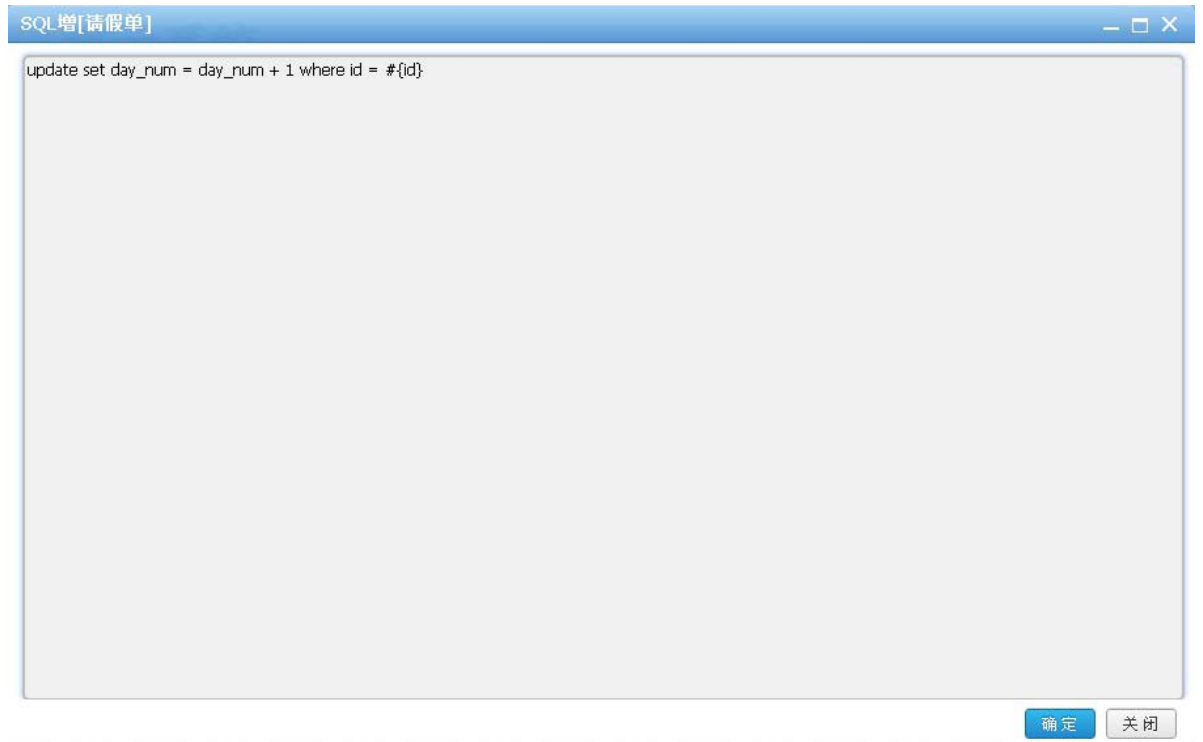 SQL增[请假单]
update set day_num = day_num + 1 where id = #{id}
确定 关闭